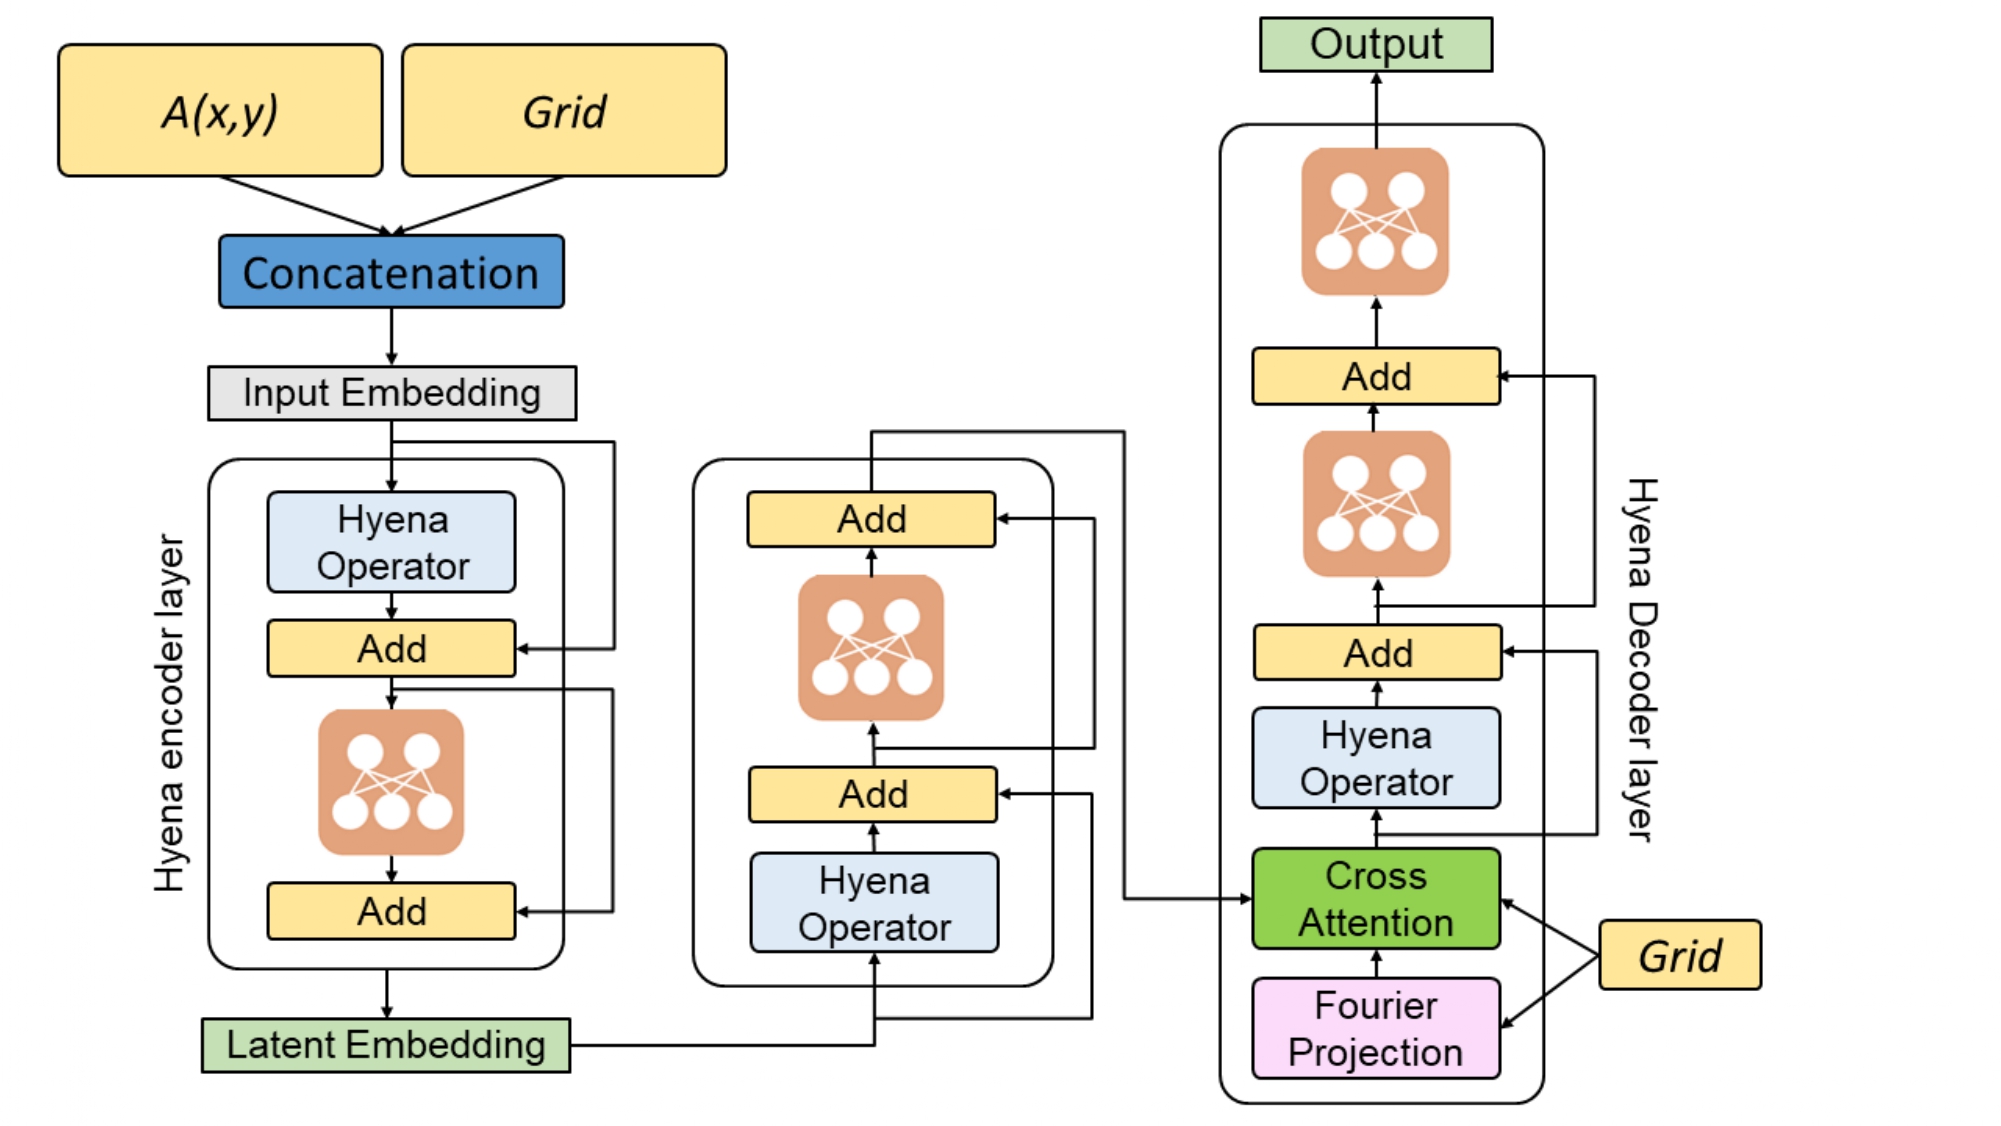 A(x,y)
Grid
Concatenation
Input Embedding
Hyena encoder layer
Hyena
Operator
Add
Add
Latent Embedding
Add
Add
Hyena
Operator
Output
Add
Add
Hyena
Operator
Cross
Attention
Fourier
Projection
Hyena Decoder layer
Grid